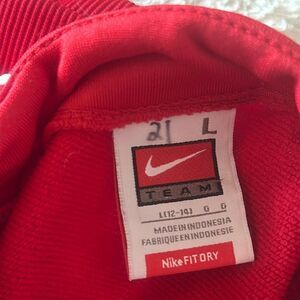 21 L
TEAM
L(12-14) G G
MADE IN INDONESIA
FABRIQUE EN INDONESIE
Nike FIT DRY